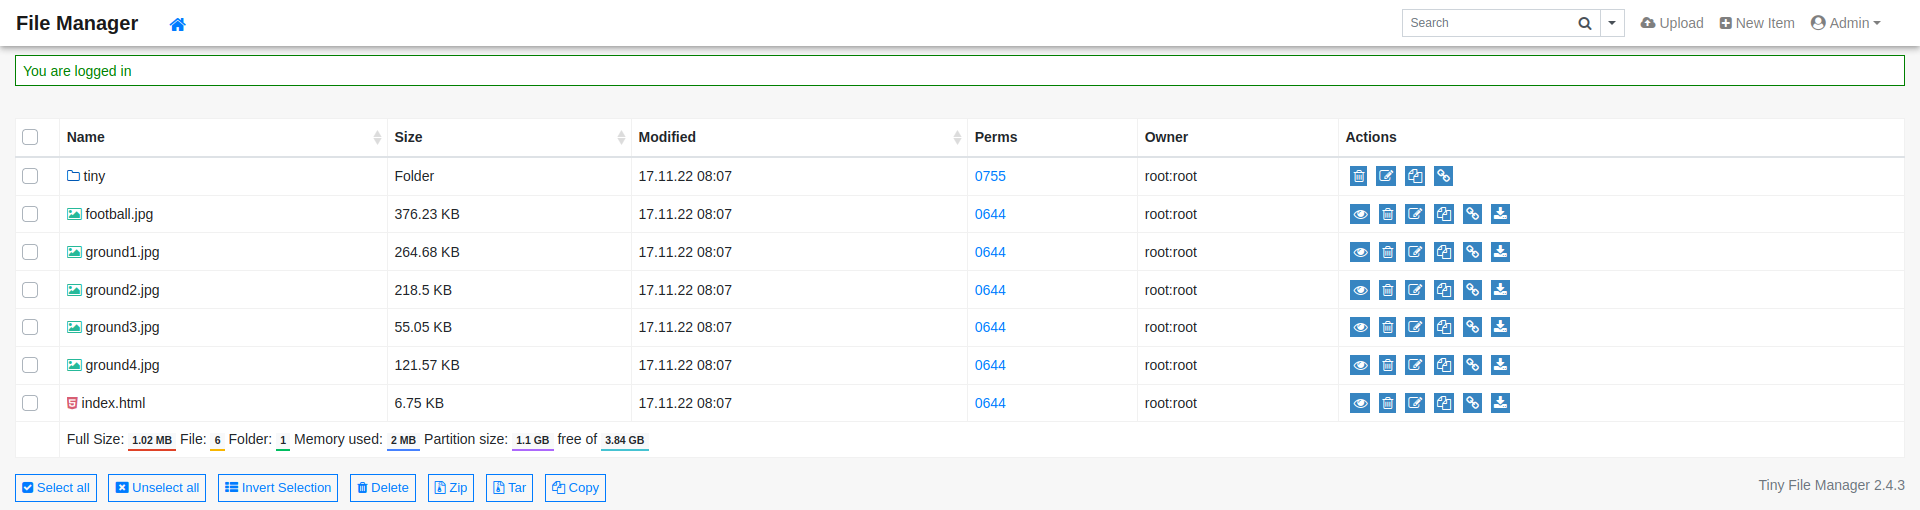 File Manager
Search
Upload
New Item
Admin
You are logged in
Name Size Modified Perms Owner Actions
tiny Folder 17.11.22 08:07 0755 root:root
football.jpg 376.23 KB 17.11.22 08:07 0644 root:root
ground1.jpg 264.68 KB 17.11.22 08:07 0644 root:root
ground2.jpg 218.5 KB 17.11.22 08:07 0644 root:root
ground3.jpg 55.05 KB 17.11.22 08:07 0644 root:root
ground4.jpg 121.57 KB 17.11.22 08:07 0644 root:root
index.html 6.75 KB 17.11.22 08:07 0644 root:root
Full Size: 1.02 MB File: 6 Folder: 1 Memory used: 2 MB Partition size: 1.1 GB free of 3.84 GB
Select all Unselect all Invert Selection Delete Zip Tar Copy
Tiny File Manager 2.4.3